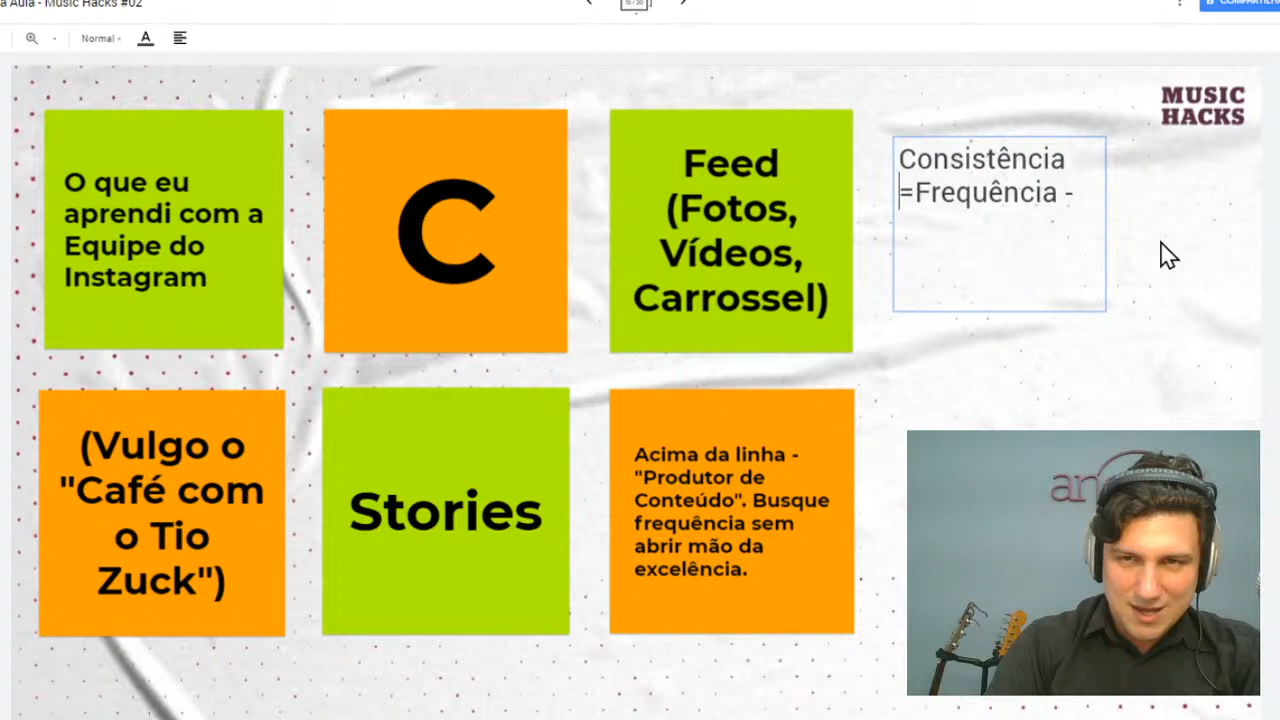 a Aula - Music Hacks #02
Normal
A
MUSIC
HACKS
O que eu
aprendi com a
Equipe do
Instagram
C
Feed
(Fotos,
Vídeos,
Carrossel)
Consistência
=Frequência -
(Vulgo o
"Café com
o Tio
Zuck")
Stories
Acima da linha -
"Produtor de
Conteúdo". Busque
frequência sem
abrir mão da
excelência.